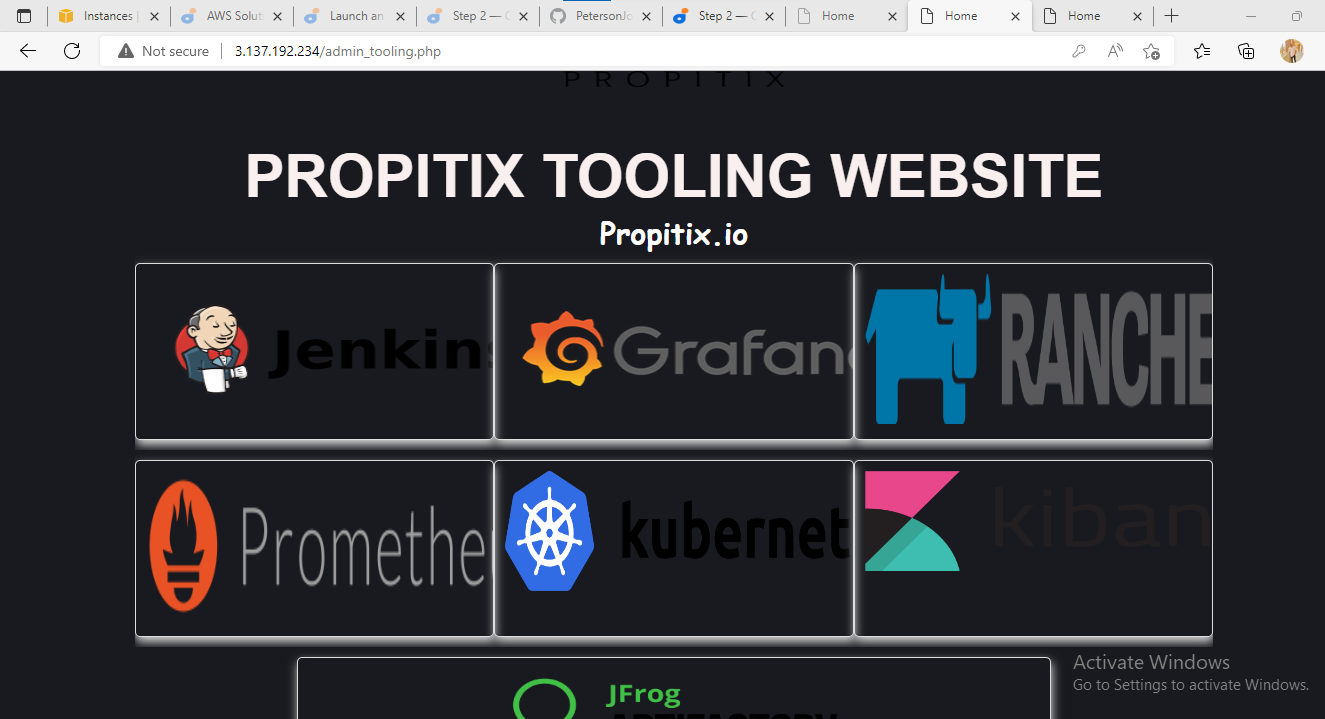 Instances |
AWS Solut
Launch an
Step 2 — C
PetersonJo
Step 2 — C
Home
Home
Home
Not secure
3.137.192.234/admin_tooling.php
PROPITIX
PROPITIX TOOLING WEBSITE
Propitix.io
Jenkins
Grafana
RANCHE
Promethe
kubernet
kiban
JFrog
ARTIFACTORY
Activate Windows
Go to Settings to activate Windows.